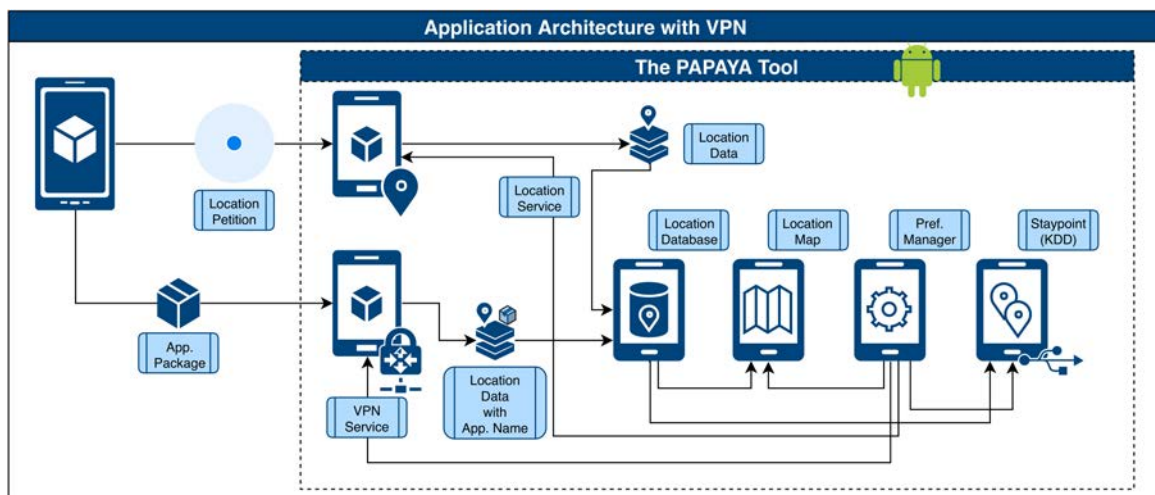 Application Architecture with VPN
The PAPAYA Tool
Location
Petition
Location
Data
Location
Service
Location
Database
Location
Map
Pref.
Manager
Staypoint
(KDD)
App.
Package
VPN
Service
Location
Data
with
App. Name